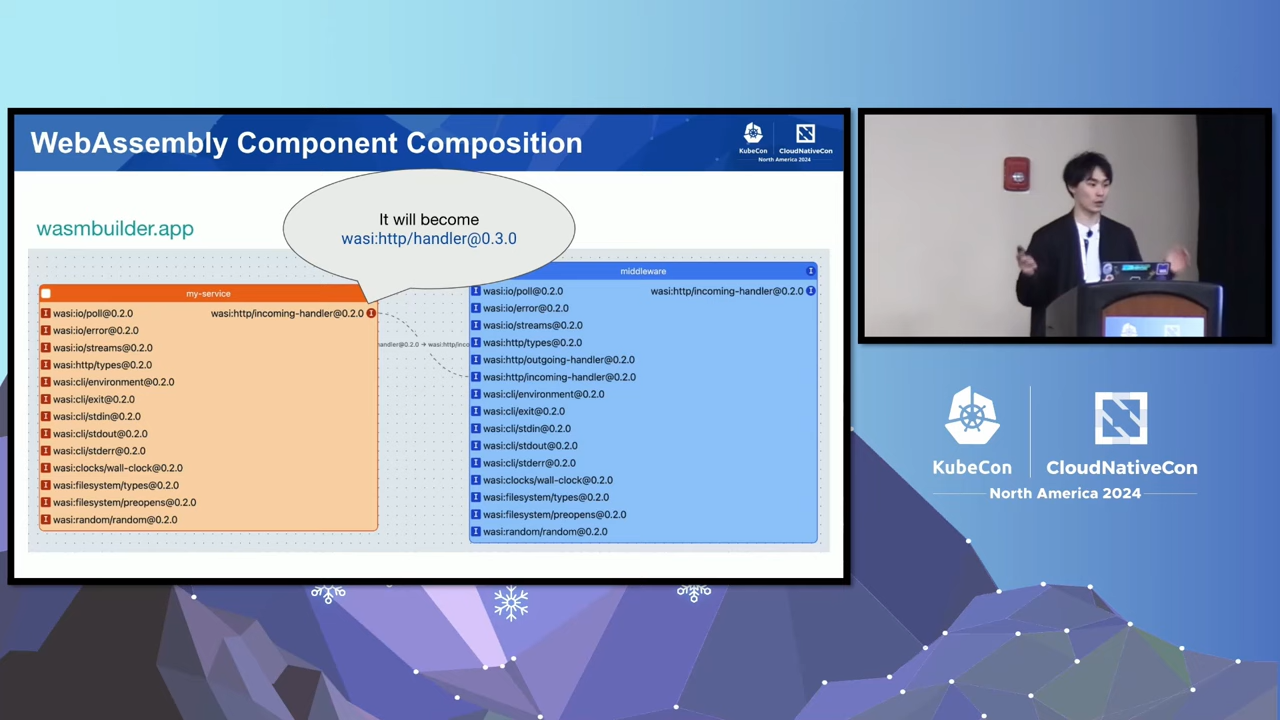 WebAssembly Component Composition
KubeCon
CloudNativeCon
North America 2024
wasmbuilder.app
It will become
wasi:http/handler@0.3.0
my-service
wasi:io/poll@0.2.0
wasi:http/incoming-handler@0.2.0
wasi:io/error@0.2.0
wasi:io/streams@0.2.0
wasi:http/types@0.2.0
wasi:cli/environment@0.2.0
wasi:cli/exit@0.2.0
wasi:cli/stdin@0.2.0
wasi:cli/stdout@0.2.0
wasi:cli/stderr@0.2.0
wasi:clocks/wall-clock@0.2.0
wasi:filesystem/types@0.2.0
wasi:filesystem/preopens@0.2.0
wasi:random/random@0.2.0
andler@0.2.0 → wasi:http/inco
middleware
wasi:io/poll@0.2.0
wasi:http/incoming-handler@0.2.0
wasi:io/error@0.2.0
wasi:io/streams@0.2.0
wasi:http/types@0.2.0
wasi:http/outgoing-handler@0.2.0
wasi:http/incoming-handler@0.2.0
wasi:cli/environment@0.2.0
wasi:cli/exit@0.2.0
wasi:cli/stdin@0.2.0
wasi:cli/stdout@0.2.0
wasi:cli/stderr@0.2.0
wasi:clocks/wall-clock@0.2.0
wasi:filesystem/types@0.2.0
wasi:filesystem/preopens@0.2.0
wasi:random/random@0.2.0
KubeCon
CloudNativeCon
North America 2024